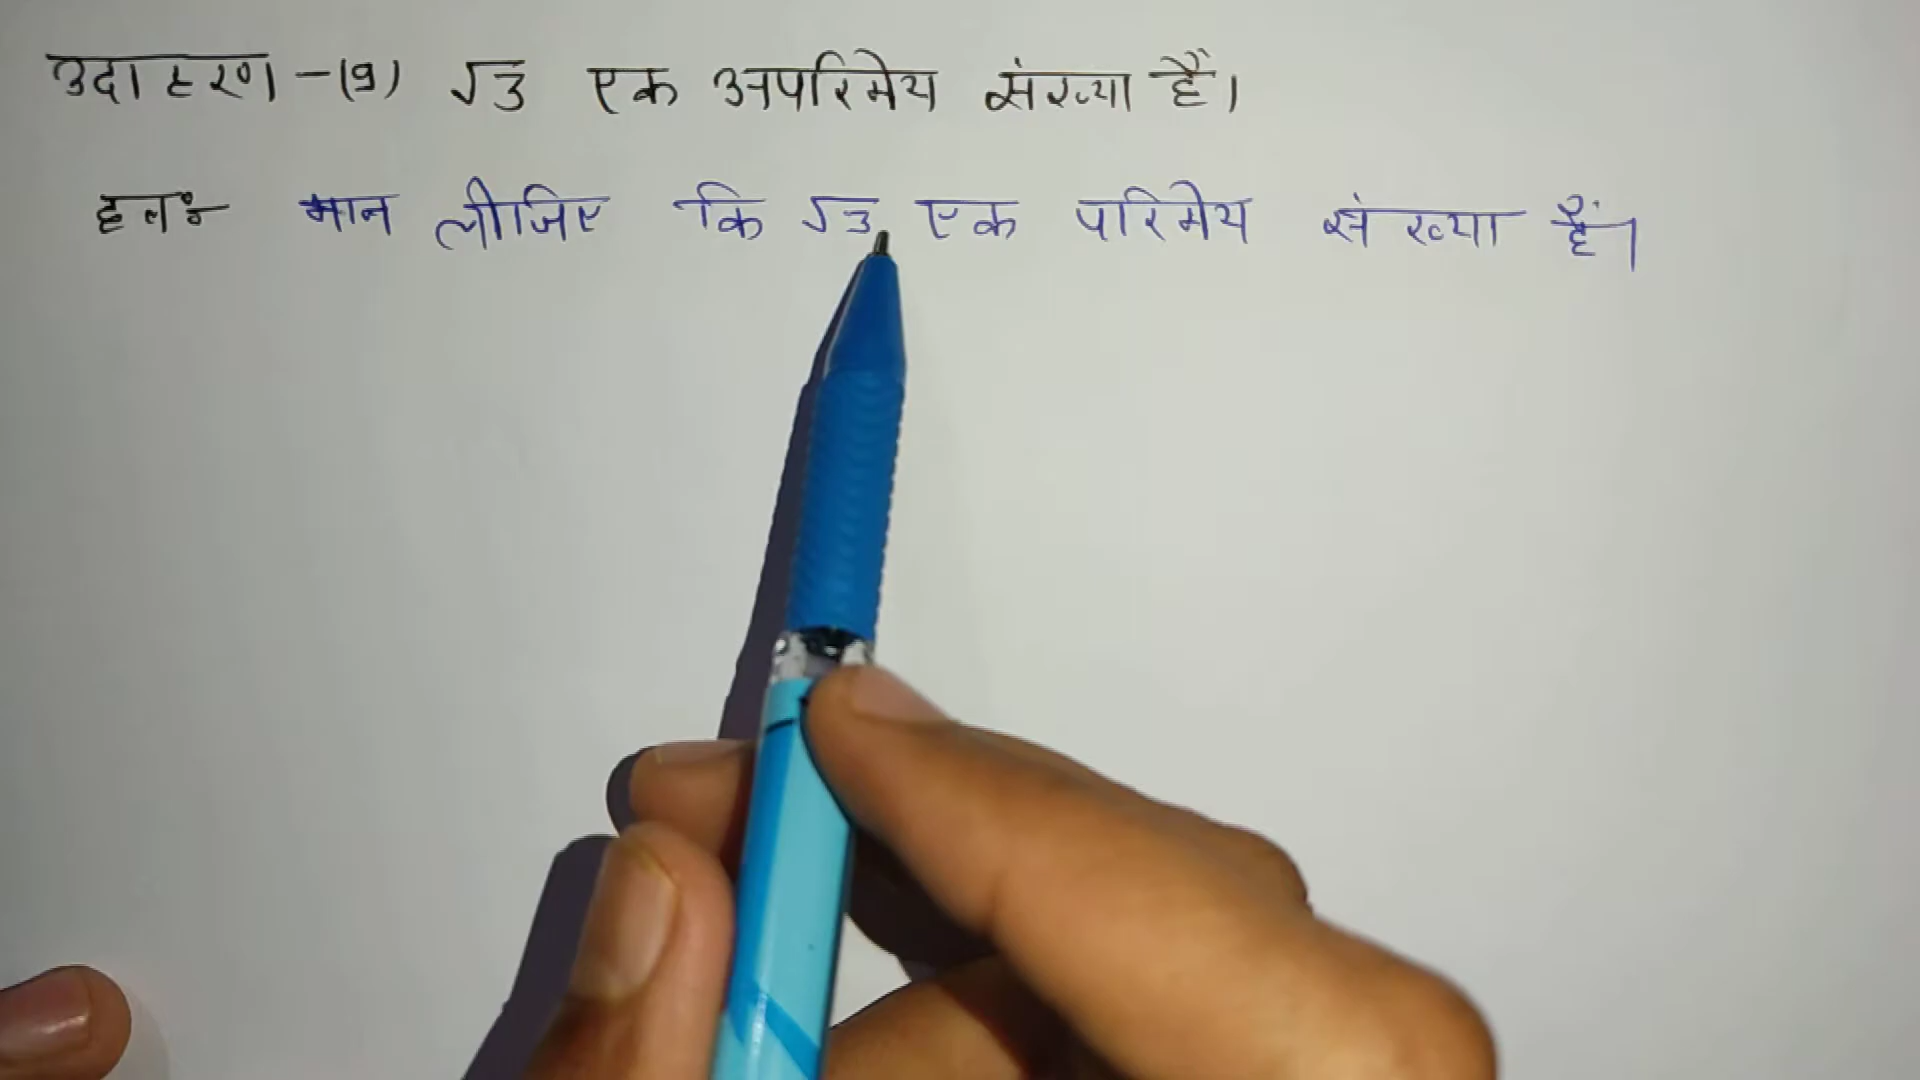 उदाहरण -(9) √3 एक अपरिमेय संख्या हैं।
हलः- मान लीजिए कि √3 एक परिमेय संख्या हैं।